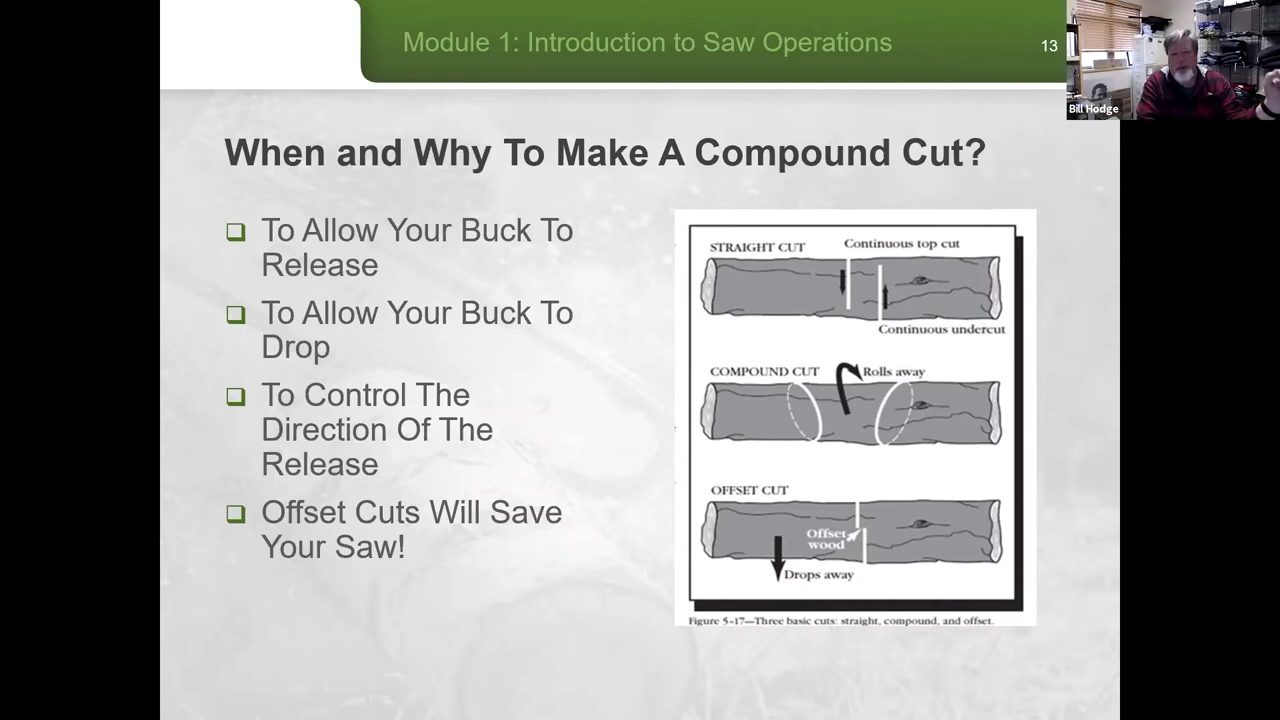 Module 1: Introduction to Saw Operations
13
Bill Hodge
When and Why To Make A Compound Cut?
To Allow Your Buck To
Release
To Allow Your Buck To
Drop
To Control The
Direction Of The
Release
Offset Cuts Will Save
Your Saw!
STRAIGHT CUT
Continuous top cut
Continuous undercut
COMPOUND CUT
Rolls away
OFFSET CUT
Offset
wood
Drops away
Figure 5-17—Three basic cuts: straight, compound, and offset.